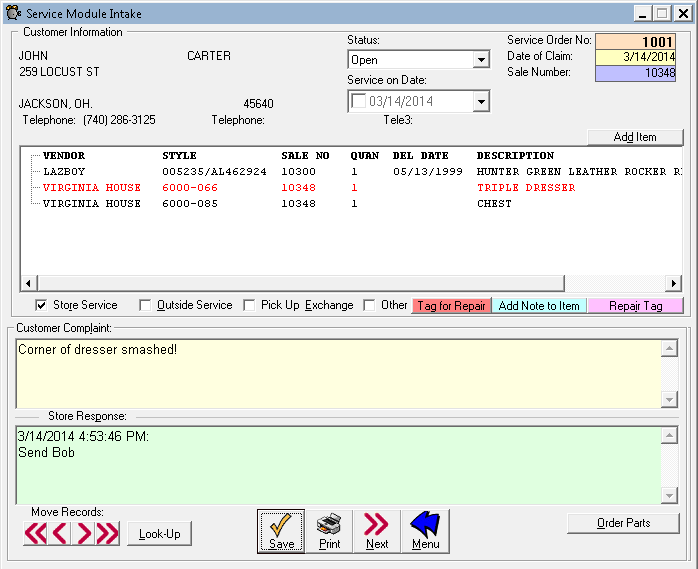 Service Module Intake
Customer Information
JOHN CARTER
259 LOCUST ST
JACKSON, OH. 45640
Telephone: (740) 286-3125 Telephone: Tele3:
Status:
Open
Service on Date:
03/14/2014
Service Order No: 1001
Date of Claim: 3/14/2014
Sale Number: 10348
Add Item
VENDOR STYLE SALE NO QUAN DEL DATE DESCRIPTION
LAZBOY 005235/AL462924 10300 1 05/13/1999 HUNTER GREEN LEATHER ROCKER
VIRGINIA HOUSE 6000-066 10348 1 TRIPLE DRESSER
VIRGINIA HOUSE 6000-085 10348 1 CHEST
Store Service Outside Service Pick Up Exchange Other Tag for Repair Add Note to Item Repair Tag
Customer Complaint:
Corner of dresser smashed!
Store Response:
3/14/2014 4:53:46 PM:
Send Bob
Move Records:
Look-Up
Save Print Next Menu
Order Parts